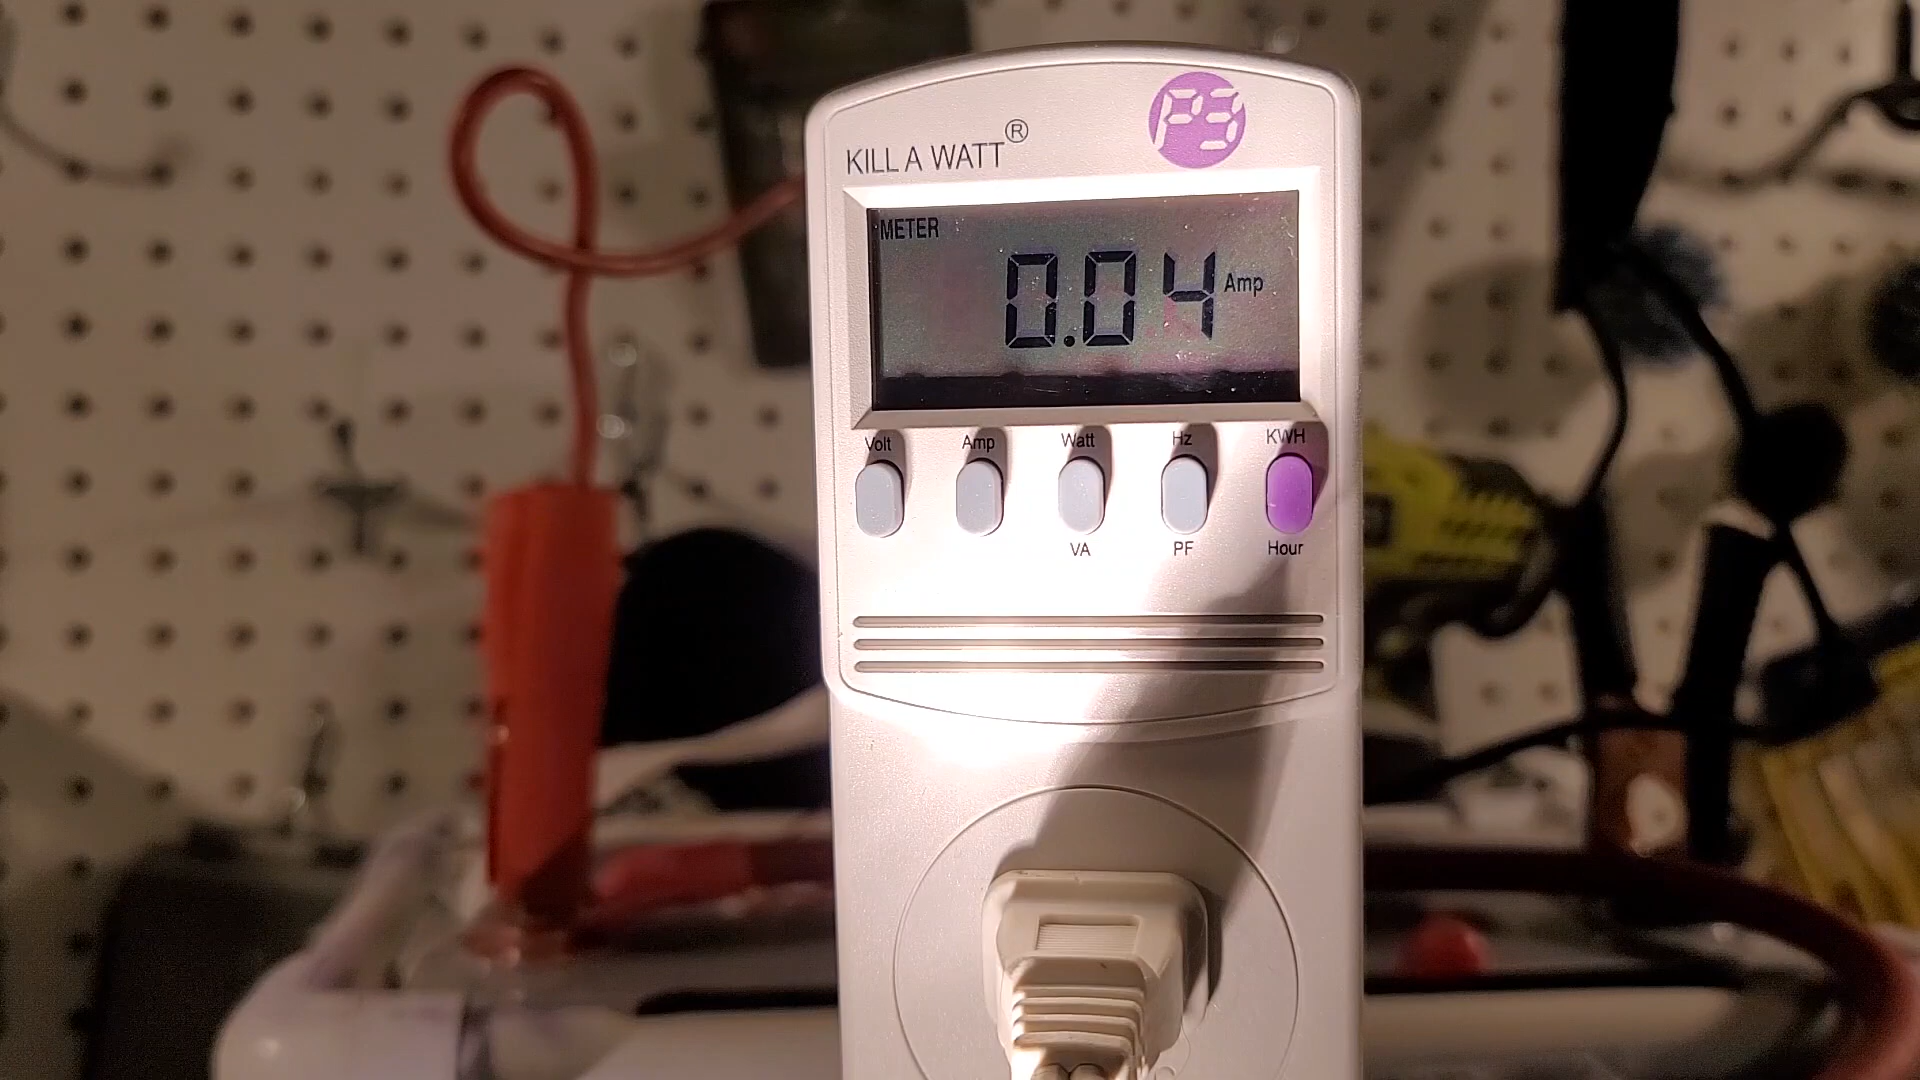 KILL A WATT®
P3
METER
0.04 Amp
Volt Amp Watt Hz KWH
VA PF Hour